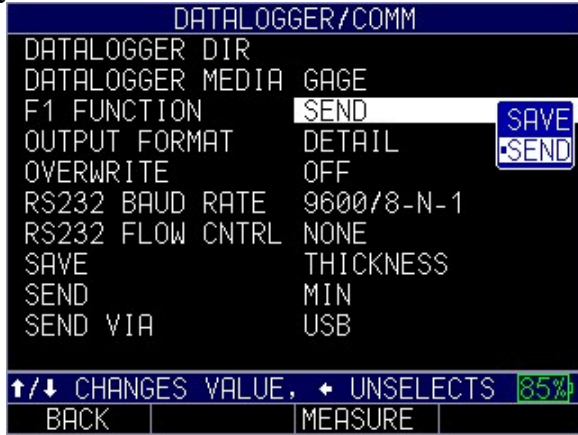 DATALOGGER/COMM
DATALOGGER DIR
DATALOGGER MEDIA GAGE
F1 FUNCTION SEND
SAVE
▪SEND
OUTPUT FORMAT DETAIL
OVERWRITE OFF
RS232 BAUD RATE 9600/8-N-1
RS232 FLOW CNTRL NONE
SAVE THICKNESS
SEND MIN
SEND VIA USB
↑/↓ CHANGES VALUE, ← UNSELECTS 85%
BACK MEASURE